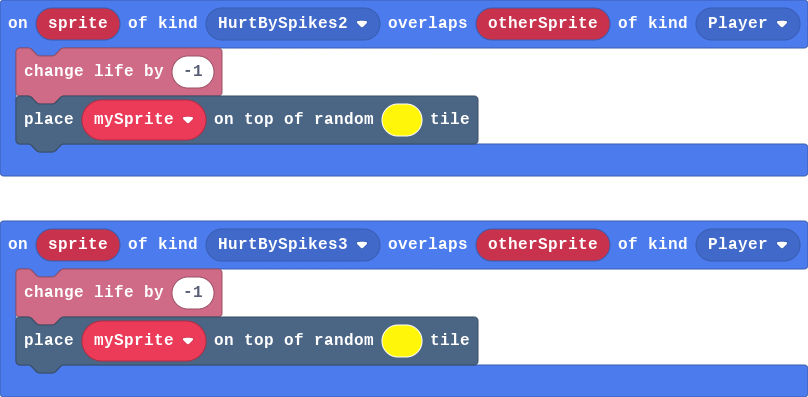 on sprite of kind HurtBySpikes2 overlaps otherSprite of kind Player
change life by -1
place mySprite on top of random tile
on sprite of kind HurtBySpikes3 overlaps otherSprite of kind Player
change life by -1
place mySprite on top of random tile